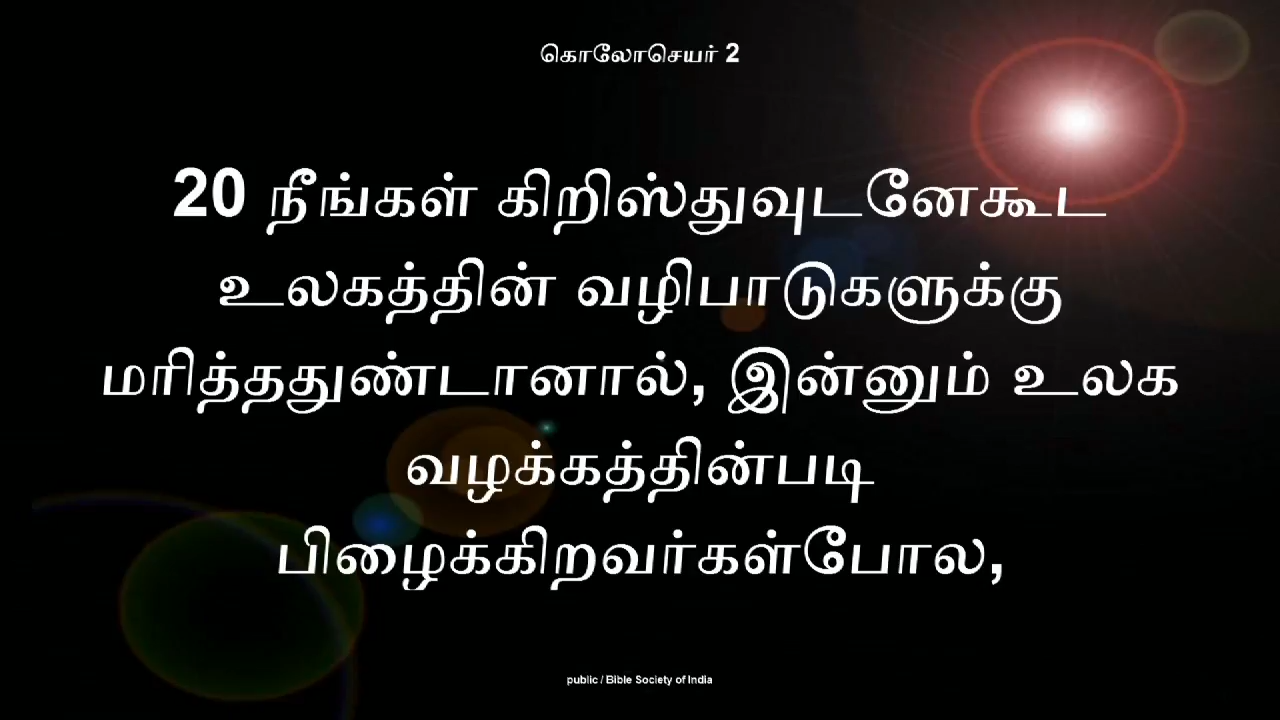 கொலோசெயர் 2
20 நீங்கள் கிறிஸ்துவுடனேகூட
உலகத்தின் வழிபாடுகளுக்கு
மரித்ததுண்டானால், இன்னும் உலக
வழக்கத்தின்படி
பிழைக்கிறவர்கள்போல,
public / Bible Society of India